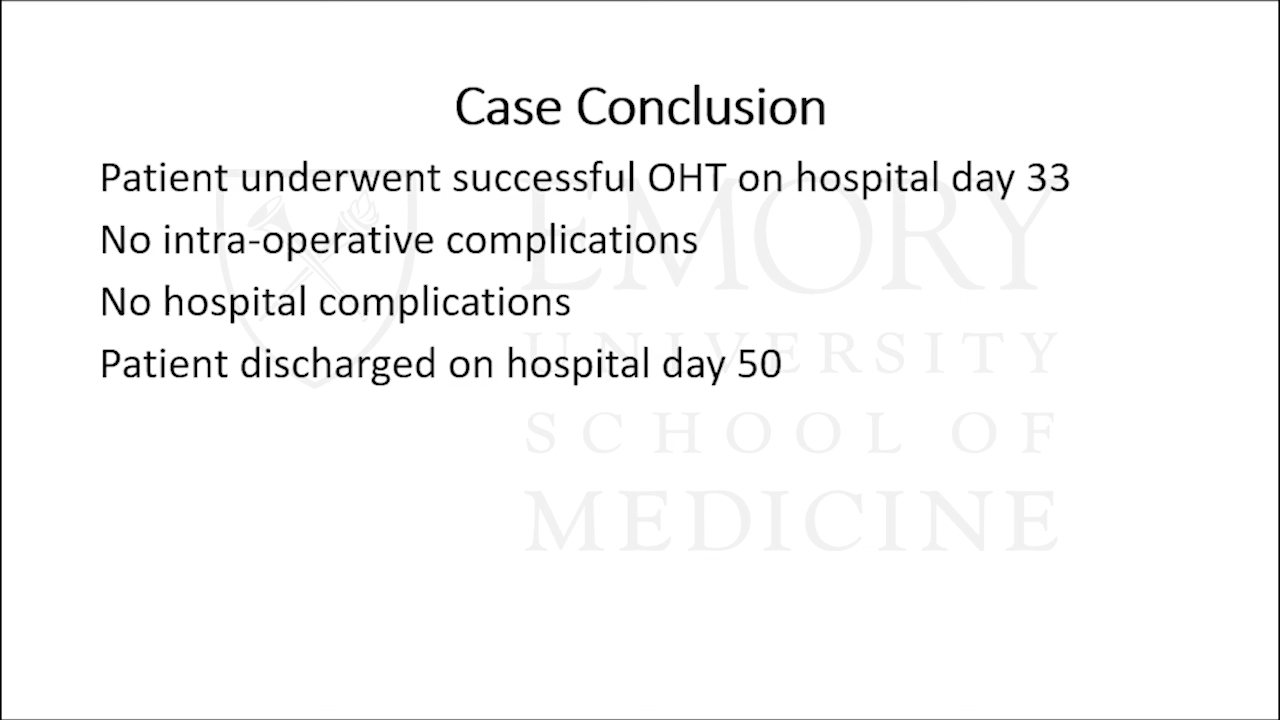 Case Conclusion
Patient underwent successful OHT on hospital day 33
No intra-operative complications
No hospital complications
Patient discharged on hospital day 50
EMORY
UNIVERSITY
SCHOOL OF
MEDICINE